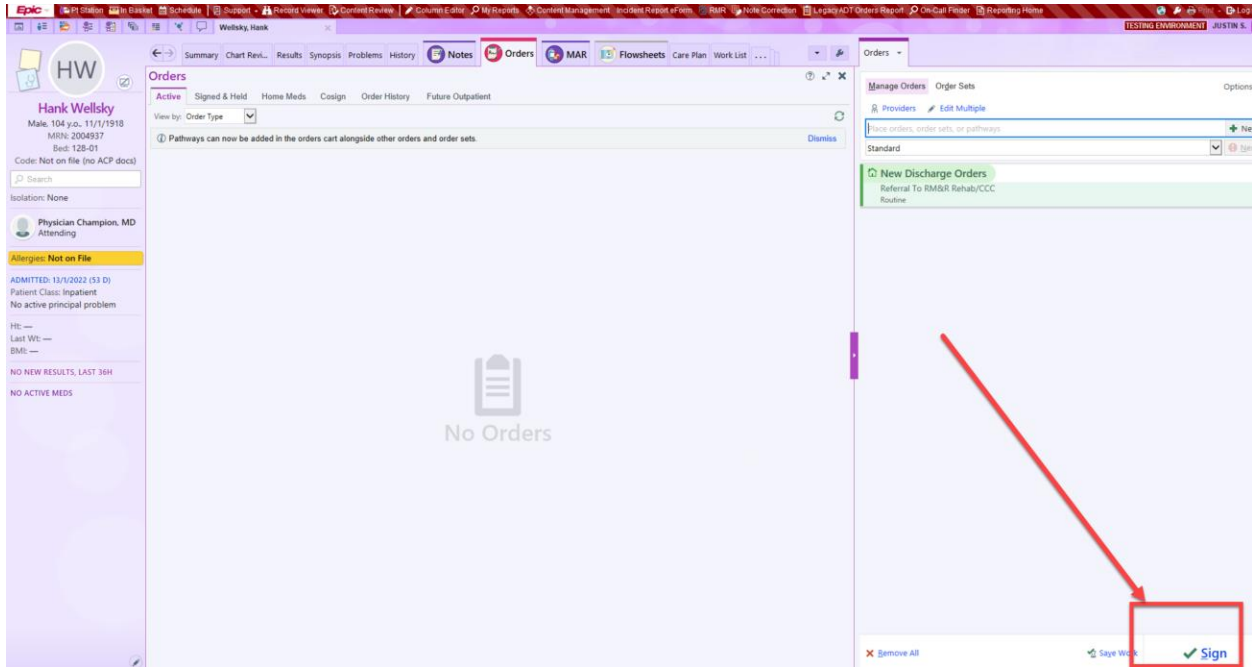 Epic PI Station In Basket Schedule Support Record Viewer Content Review Column Editor My Reports Content Management Incident Report eForm RMR Note Correction Legacy ADT Orders Report On-Call Finder Reporting Home Print Log
Wellsky, Hank TESTING ENVIRONMENT JUSTIN S.
HW
Hank Wellsky
Male, 104 y.o., 11/1/1918
MRN: 2004937
Bed: 128-01
Code: Not on file (no ACP docs)
Search
Isolation: None
Physician Champion, MD
Attending
Allergies: Not on File
ADMITTED: 13/1/2022 (53 D)
Patient Class: Inpatient
No active principal problem
Ht: —
Last Wt: —
BMI: —
NO NEW RESULTS, LAST 36H
NO ACTIVE MEDS
Summary Chart Revi... Results Synopsis Problems History Notes Orders MAR Flowsheets Care Plan Work List ...
Orders
Active Signed & Held Home Meds Cosign Order History Future Outpatient
View by: Order Type
Pathways can now be added in the orders cart alongside other orders and order sets. Dismiss
No Orders
Orders
Manage Orders Order Sets Options
Providers Edit Multiple
Place orders, order sets, or pathways Ne
Standard Ne
New Discharge Orders
Referral To RM&R Rehab/CCC
Routine
Remove All Save Work Sign